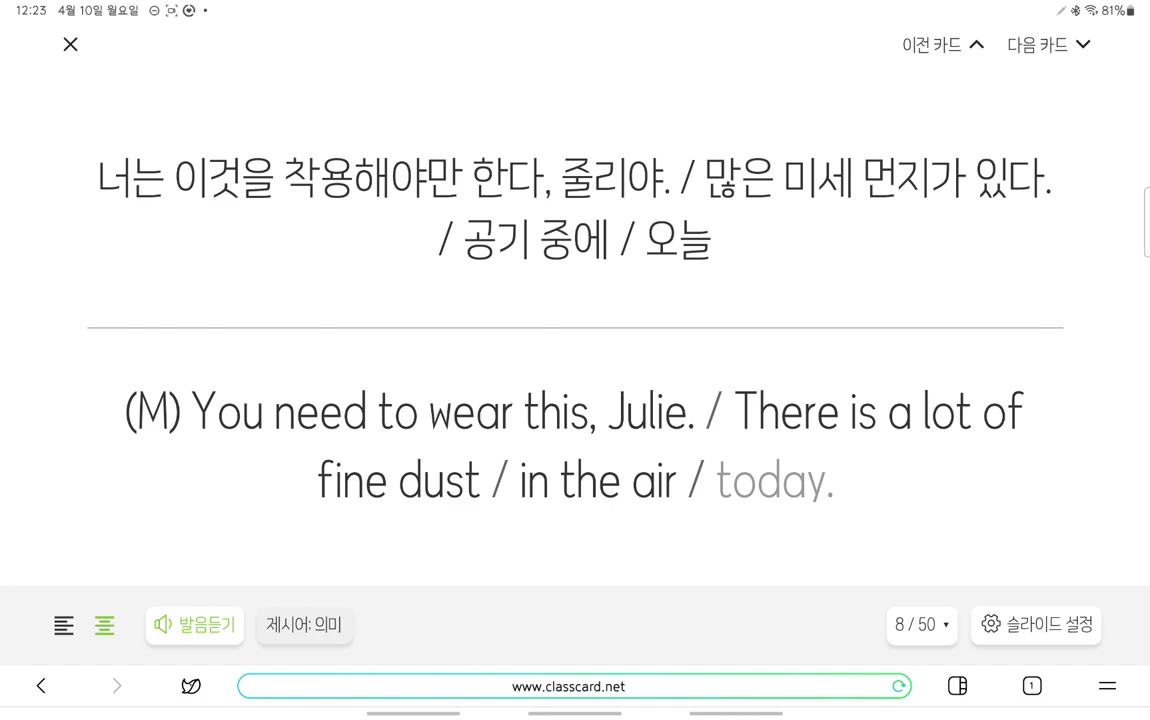 12:23 4월 10일 월요일
81%
이전 카드 다음 카드
너는 이것을 착용해야만 한다, 줄리야. / 많은 미세 먼지가 있다.
/ 공기 중에 / 오늘
(M) You need to wear this, Julie. / There is a lot of
fine dust / in the air / today.
발음듣기 제시어: 의미 8 / 50 슬라이드 설정
www.classcard.net 1